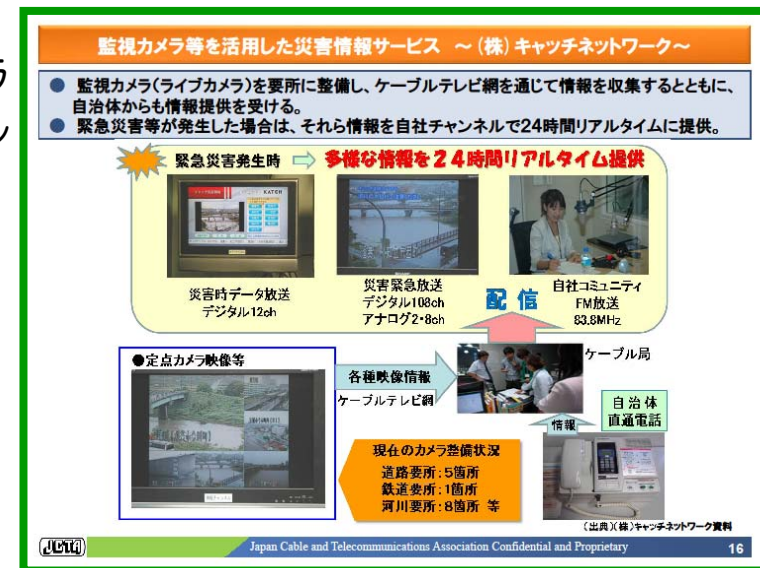 ラ
監視カメラ等を活用した災害情報サービス ～(株)キャッチネットワーク～
● 監視カメラ(ライブカメラ)を要所に整備し、ケーブルテレビ網を通じて情報を収集するとともに、
自治体からも情報提供を受ける。
● 緊急災害等が発生した場合は、それら情報を自社チャンネルで24時間リアルタイムに提供。
緊急災害発生時 多様な情報を24時間リアルタイム提供
KATCH
災害時データ放送
デジタル12ch
災害緊急放送
デジタル108ch
アナログ2・8ch
自社コミュニティ
FM放送
83.8MHz
配信
●定点カメラ映像等
各種映像情報
ケーブルテレビ網
ケーブル局
情報
自治体
直通電話
現在のカメラ整備状況
道路要所：5箇所
鉄道要所：1箇所
河川要所：8箇所 等
(出典)(株)キャッチネットワーク資料
JCTA
Japan Cable and Telecommunications Association Confidential and Proprietary
16